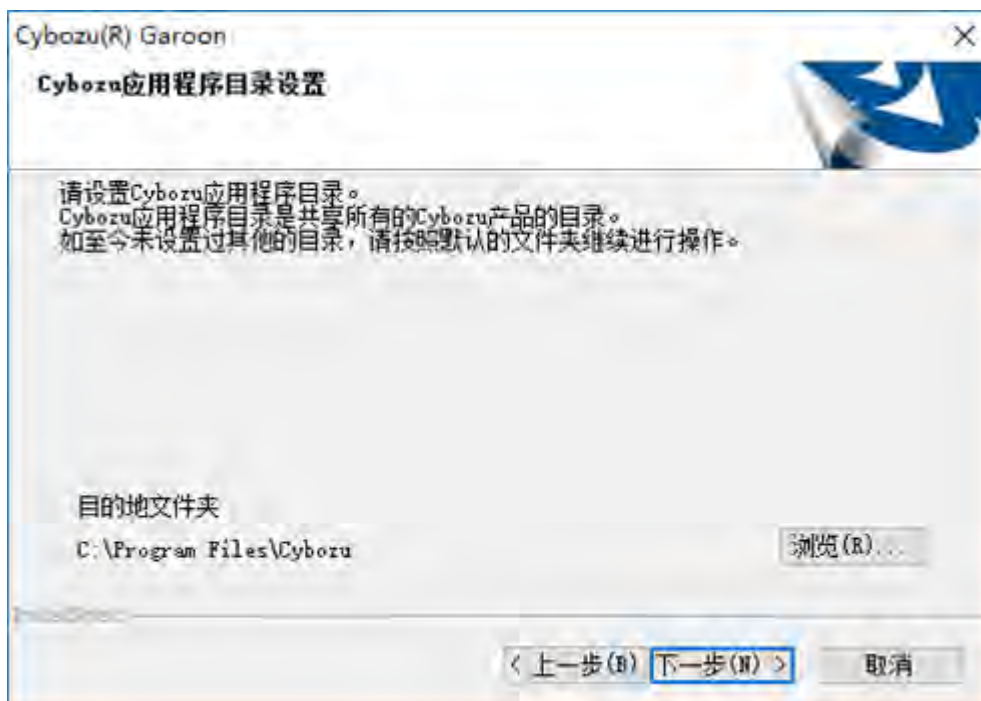 Cybozu(R) Garoon
Cybozu应用程序目录设置
请设置Cybozu应用程序目录。
Cybozu应用程序目录是共享所有的Cybozu产品的目录。
如至今未设置过其他的目录，请按照默认的文件夹继续进行操作。
目的地文件夹
C:\Program Files\Cybozu
浏览(R)...
< 上一步(B)
下一步(N) >
取消